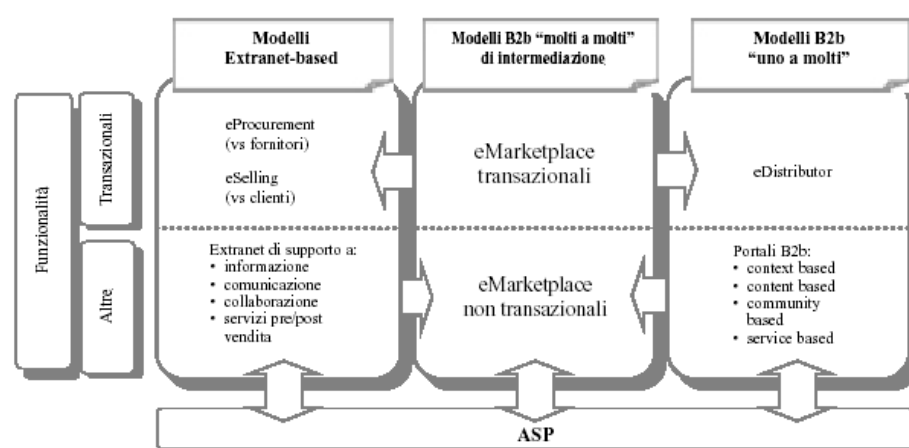 Modelli
Extranet-based
Modelli B2b “molti a molti”
di intermediazione
Modelli B2b
“uno a molti”
Funzionalità
Transazionali
eProcurement
(vs fornitori)
eSelling
(vs clienti)
eMarketplace
transazionali
eDistributor
Altre
Extranet di supporto a:
• informazione
• comunicazione
• collaborazione
• servizi pre/post
vendita
eMarketplace
non transazionali
Portali B2b:
• context based
• content based
• community
based
• service based
ASP